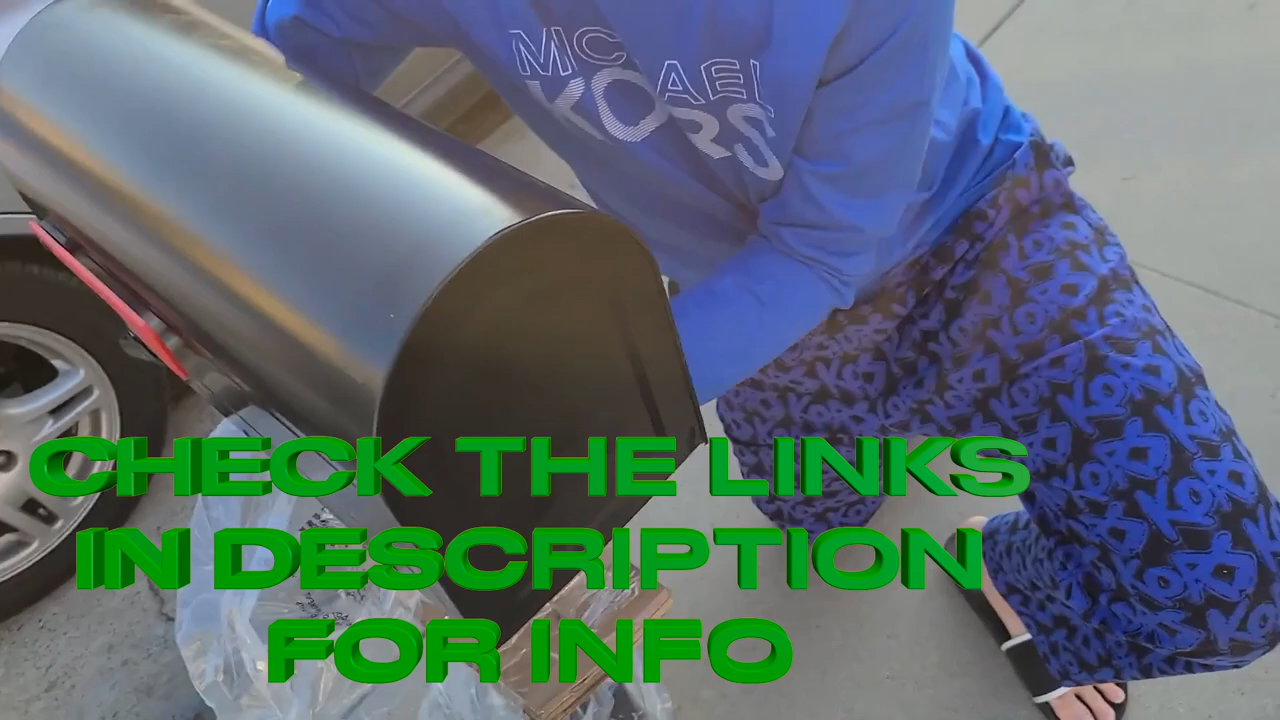 MICHAEL
KORS
CHECK THE LINKS
IN DESCRIPTION
FOR INFO